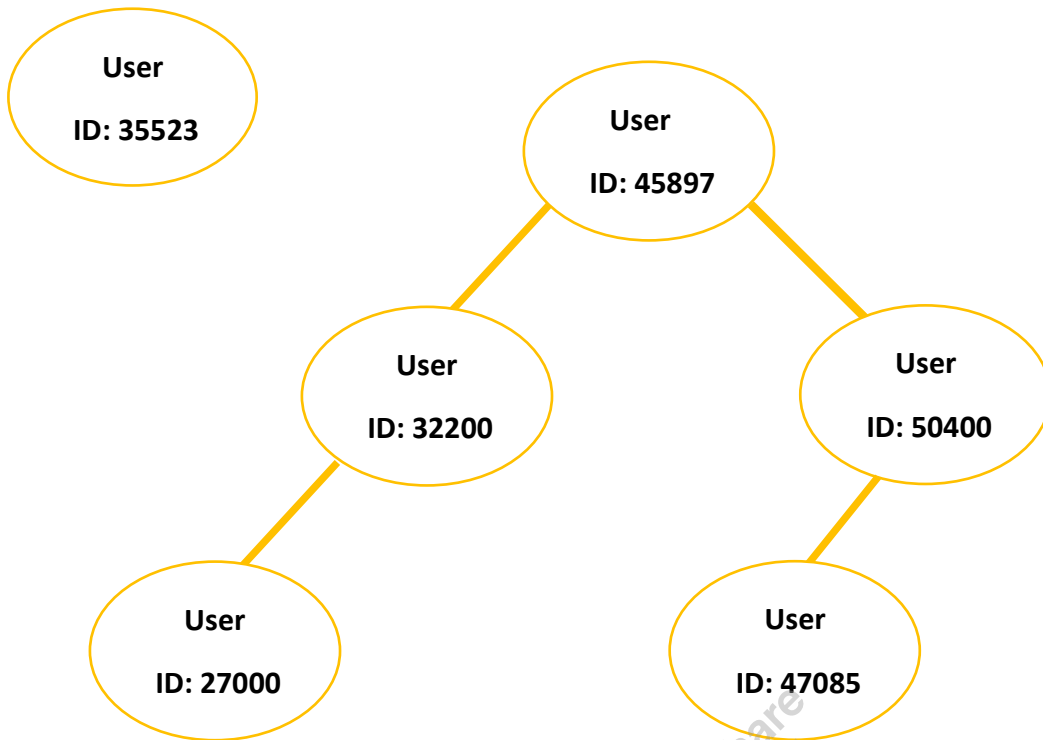 User
ID: 35523
User
ID: 45897
User
ID: 32200
User
ID: 50400
User
ID: 27000
User
ID: 47085